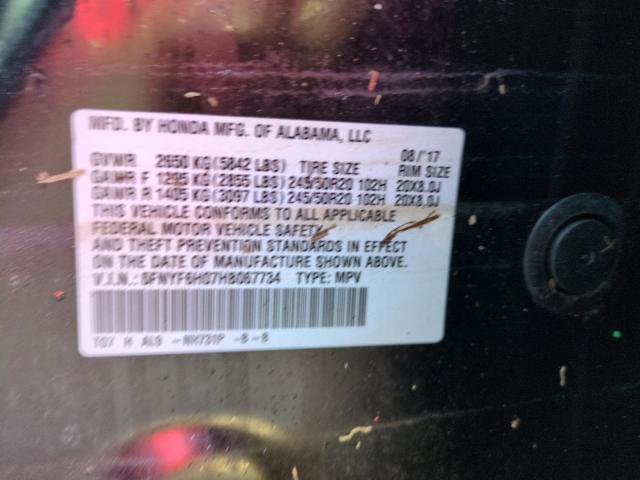 MFD. BY HONDA MFG. OF ALABAMA, LLC
08/'17
GVWR 2650 KG(5842 LBS) TIRE SIZE RIM SIZE
GAWR F 1295 KG(2855 LBS) 245/50R20 102H 20X8.0J
GAWR R 1405 KG(3097 LBS) 245/50R20 102H 20X8.0J
THIS VEHICLE CONFORMS TO ALL APPLICABLE
FEDERAL MOTOR VEHICLE SAFETY
AND THEFT PREVENTION STANDARDS IN EFFECT
ON THE DATE OF MANUFACTURE SHOWN ABOVE.
V.I.N.: 5FNYF6H07HB067734 TYPE: MPV
TG7 H AL9 -NH731P -B-B